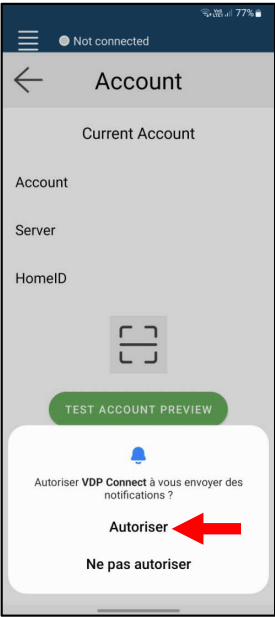 77%
Not connected
Account
Current Account
Account
Server
HomeID
TEST ACCOUNT PREVIEW
Autoriser VDP Connect à vous envoyer des
notifications ?
Autoriser
Ne pas autoriser